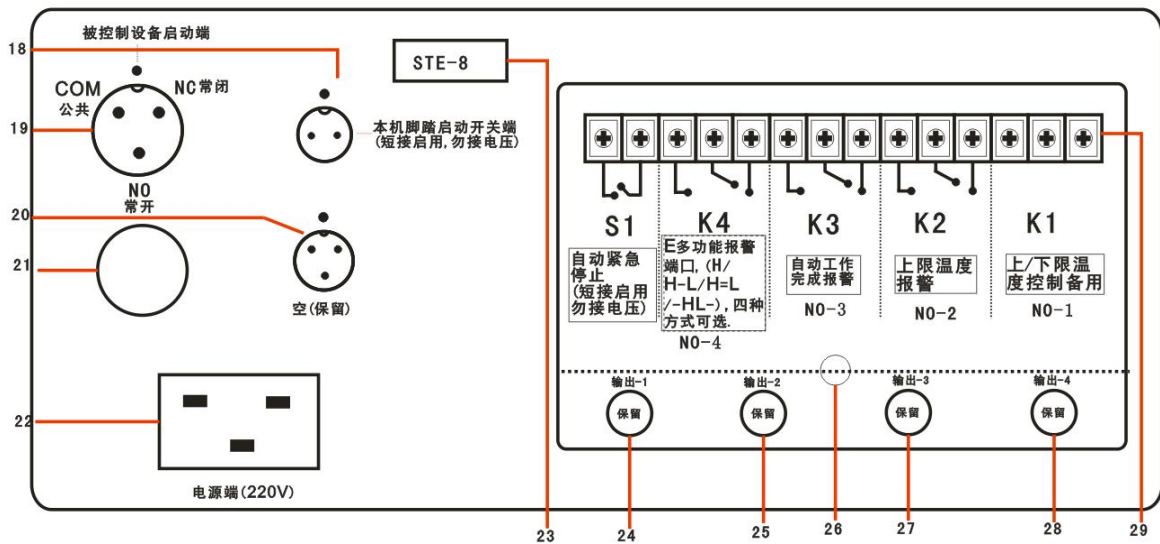 被控制设备启动端
18
STE-8
COM
公共
NC常闭
19
本机脚踏启动开关端
(短接启用,勿接电压)
NO
常开
20
21
空(保留)
22
电源端(220V)
S1
K4
K3
K2
K1
自动紧急
停止
(短接启用
勿接电压)
E多功能报警
端口, (H/
H-L/H=L
/-HL-), 四种
方式可选.
NO-4
自动工作
完成报警
NO-3
上限温度
报警
NO-2
上/下限温
度控制备用
NO-1
输出-1
输出-2
输出-3
输出-4
保留
保留
保留
保留
23
24
25
26
27
28
29